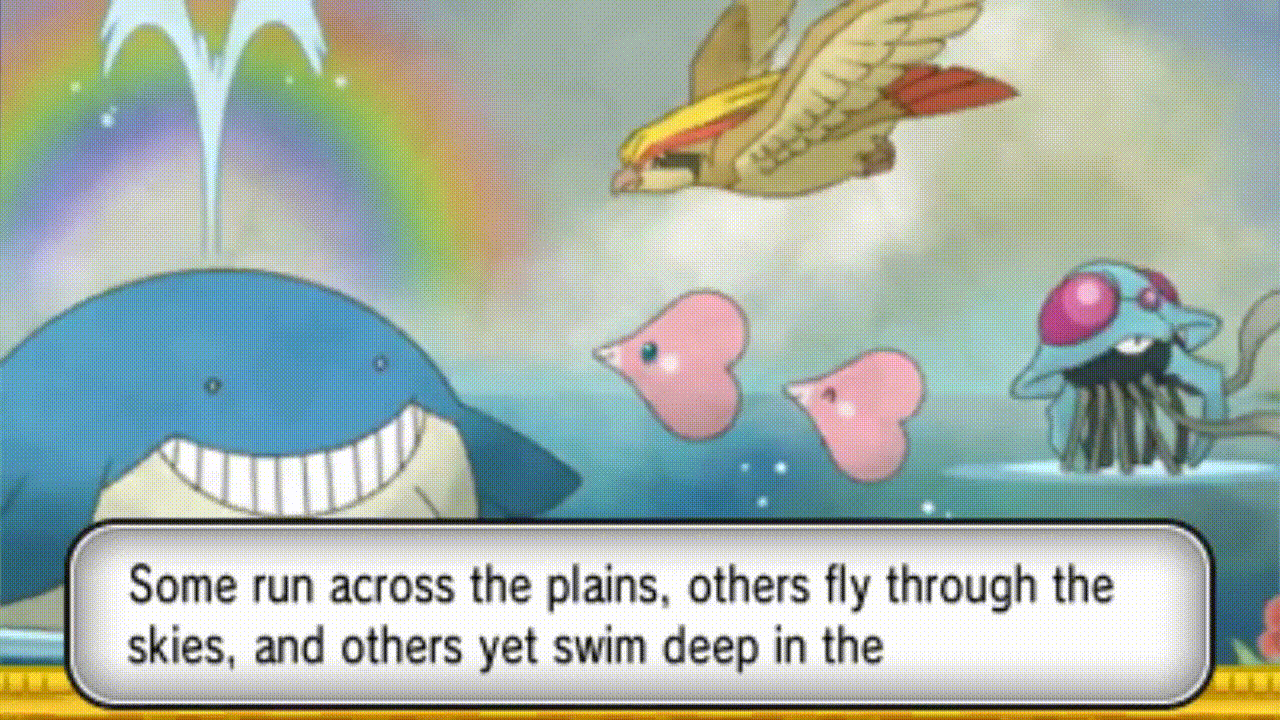 Some run across the plains, others fly through the
skies, and others yet swim deep in the